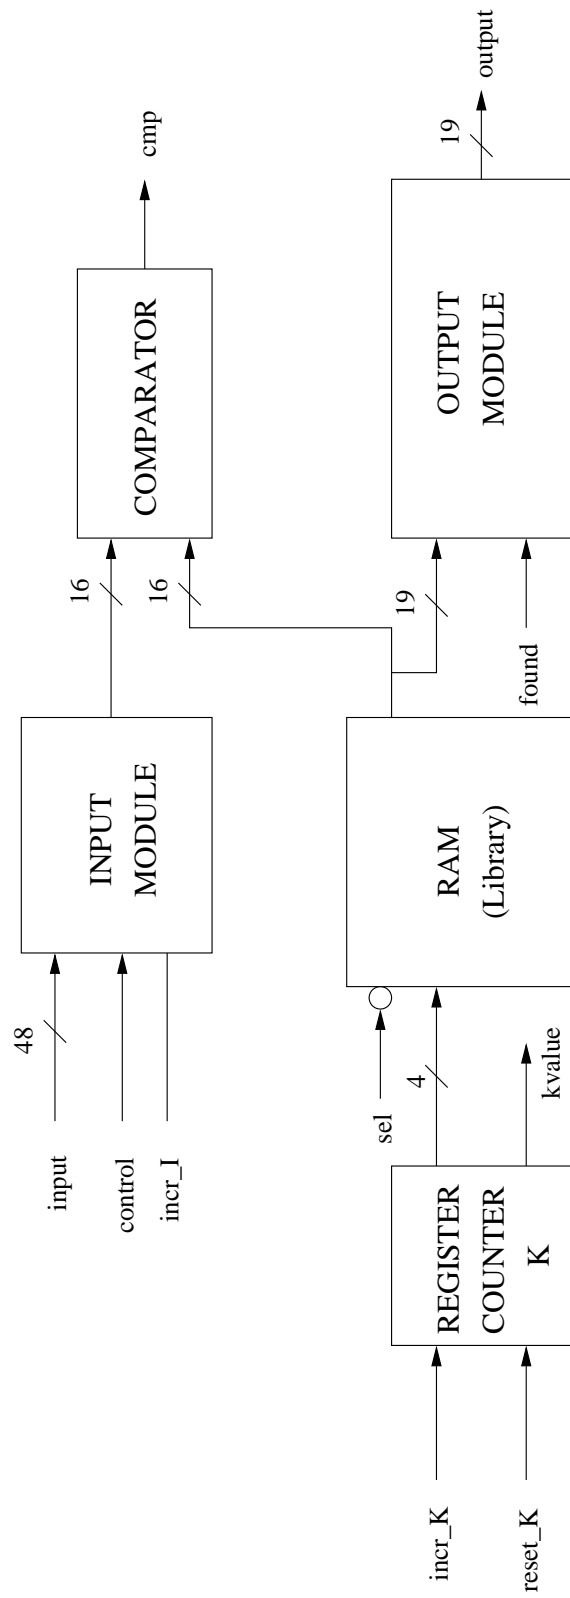 input
48
control
incr_I
INPUT
MODULE
16
16
COMPARATOR
cmp
incr_K
reset_K
REGISTER
COUNTER
K
4
kvalue
sel
RAM
(Library)
19
found
OUTPUT
MODULE
19
output